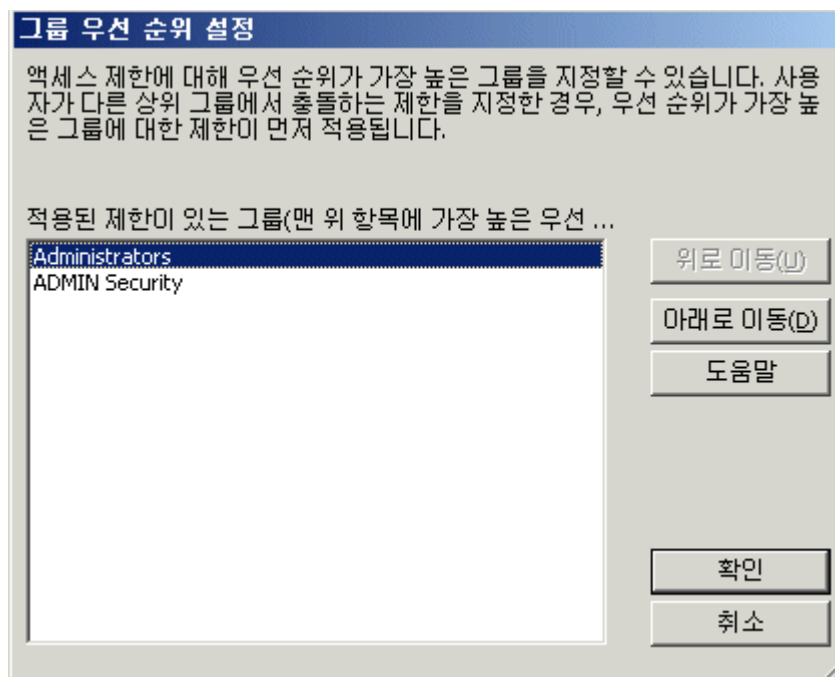 그룹 우선 순위 설정
액세스 제한에 대해 우선 순위가 가장 높은 그룹을 지정할 수 있습니다. 사용
자가 다른 상위 그룹에서 충돌하는 제한을 지정한 경우, 우선 순위가 가장 높
은 그룹에 대한 제한이 먼저 적용됩니다.
적용된 제한이 있는 그룹(맨 위 항목에 가장 높은 우선 ...
Administrators
위로 이동(U)
ADMIN Security
아래로 이동(D)
도움말
확인
취소